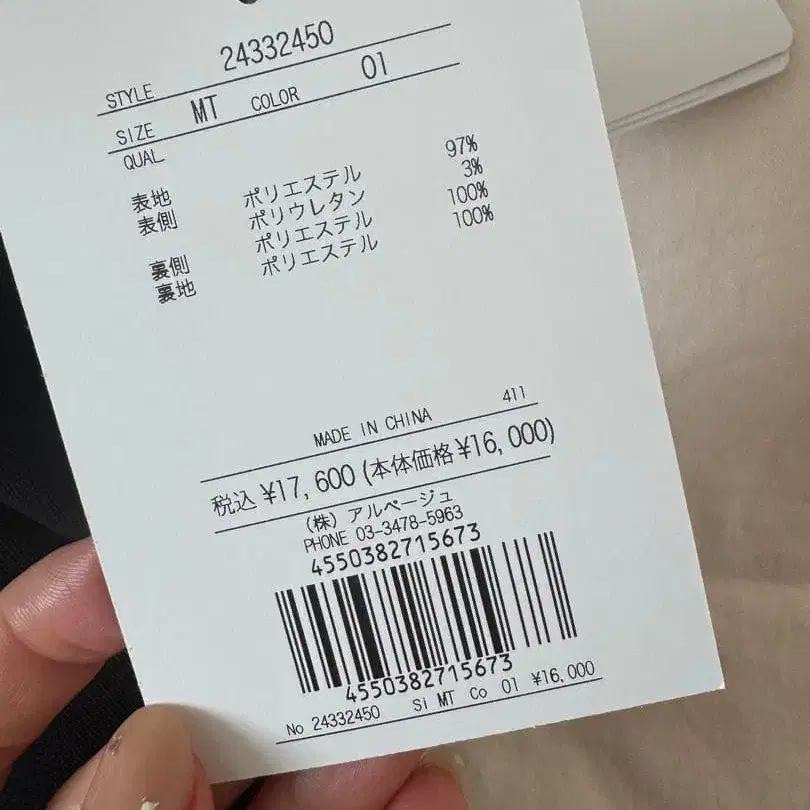 STYLE 24332450
SIZE MT COLOR 01
QUAL
表地 ポリエステル 97%
表側 ポリウレタン 3%
ポリエステル 100%
裏側 ポリエステル 100%
裏地
411
MADE IN CHINA
税込 ¥17,600 (本体価格 ¥16,000)
(株) アルページュ
PHONE 03-3478-5963
4550382715673
4550382715673
No 24332450 Si MT Co 01 ¥16,000